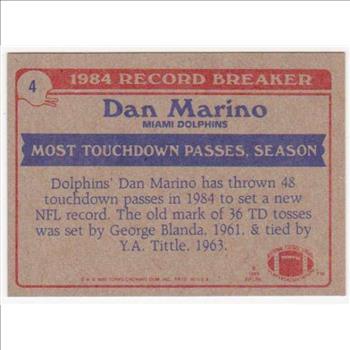 4
1984 RECORD BREAKER
Dan Marino
MIAMI DOLPHINS
MOST TOUCHDOWN PASSES, SEASON
Dolphins' Dan Marino has thrown 48
touchdown passes in 1984 to set a new
NFL record. The old mark of 36 TD tosses
was set by George Blanda, 1961, & tied by
Y.A. Tittle, 1963.